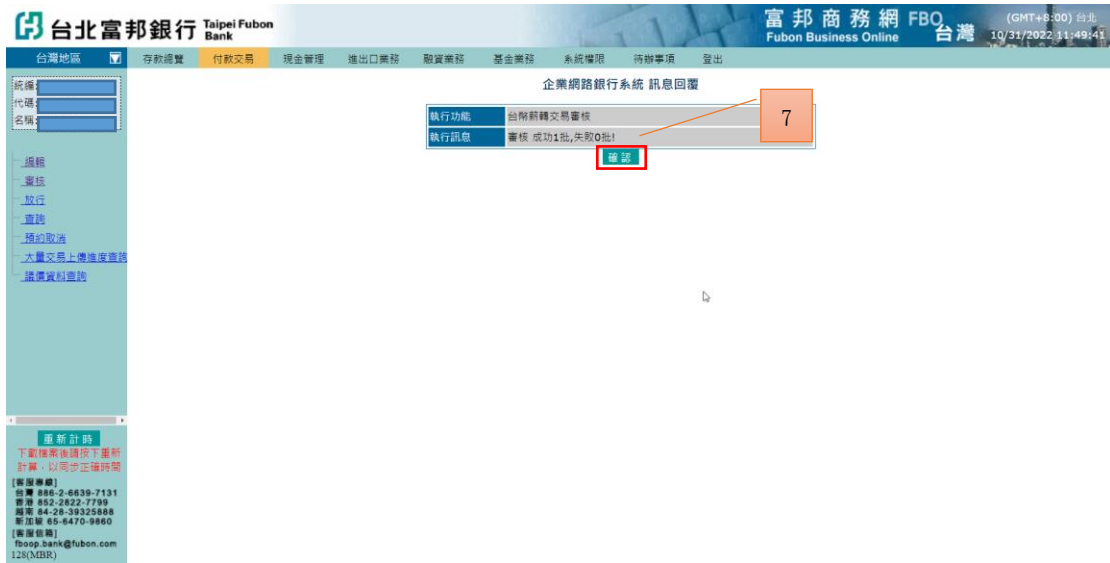 台北富邦銀行 Taipei Fubon Bank
富邦商務網 FBO台灣
Fubon Business Online
(GMT+8:00) 台北
10/31/2022 11:49:41
台灣地區 存款總覽 付款交易 現金管理 進出口業務 融資業務 基金業務 系統權限 待辦事項 登出
統編:
代碼:
名稱:
企業網路銀行系統 訊息回覆
執行功能 台幣薪轉交易審核
執行訊息 審核 成功1批,失敗0批!
7
確認
編輯
審核
放行
查詢
預約取消
大量交易上傳進度查詢
議價資料查詢
重新計時
下載檔案後請按下重新
計算，以同步正確時間
[客服專線]
台灣 886-2-6639-7131
香港 852-2822-7799
越南 84-28-39325888
新加坡 65-6470-9860
[客服信箱]
fboop.bank@fubon.com
128(MBR)